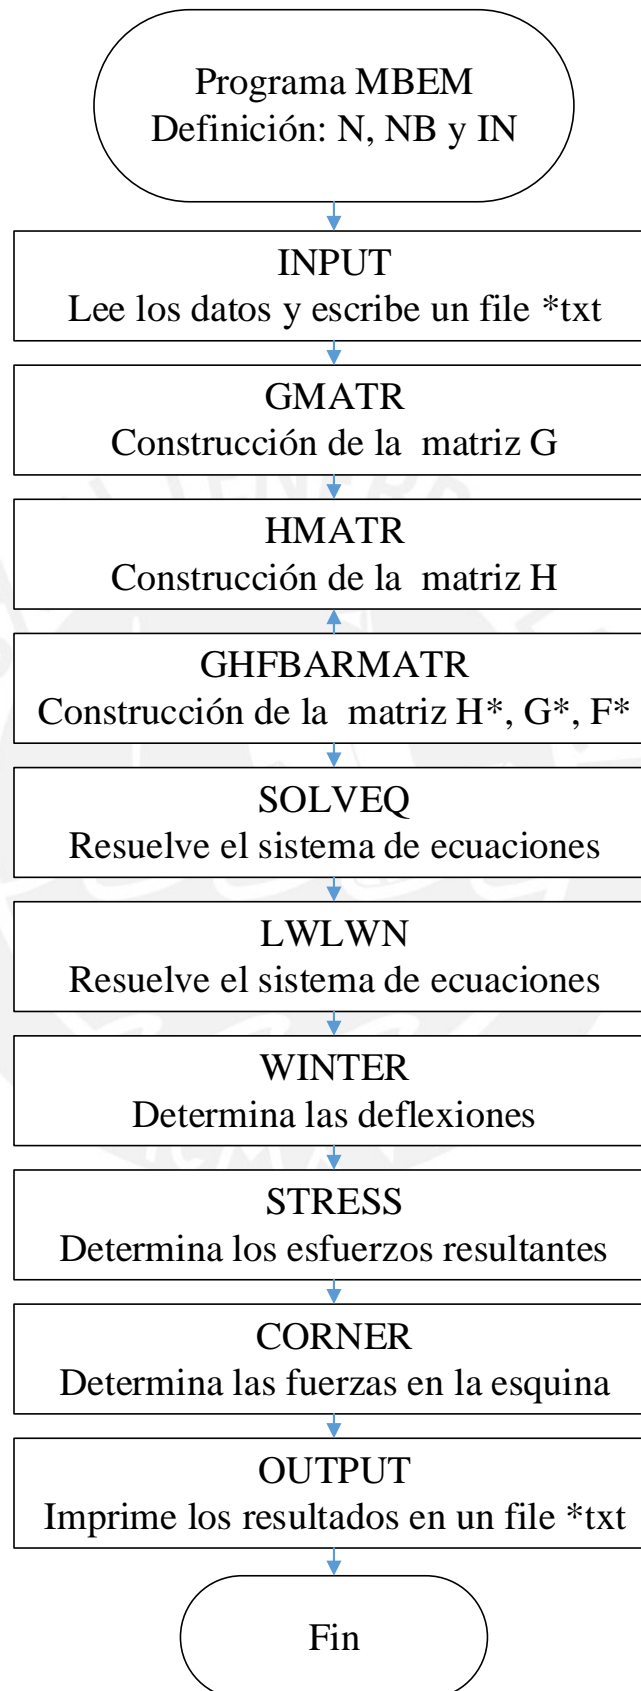 Programa MBEM
Definición: N, NB y IN
INPUT
Lee los datos y escribe un file *txt
GMATR
Construcción de la matriz G
HMATR
Construcción de la matriz H
GHFBARMATR
Construcción de la matriz H*, G*, F*
SOLVEQ
Resuelve el sistema de ecuaciones
LWLWN
Resuelve el sistema de ecuaciones
WINTER
Determina las deflexiones
STRESS
Determina los esfuerzos resultantes
CORNER
Determina las fuerzas en la esquina
OUTPUT
Imprime los resultados en un file *txt
Fin